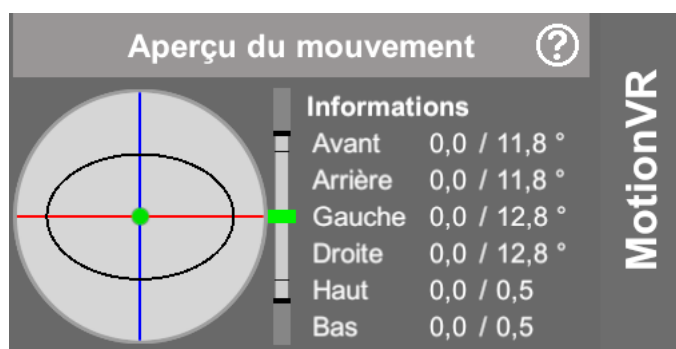 Aperçu du mouvement ?
Informations
Avant 0,0 / 11,8 °
Arrière 0,0 / 11,8 °
Gauche 0,0 / 12,8 °
Droite 0,0 / 12,8 °
Haut 0,0 / 0,5
Bas 0,0 / 0,5
MotionVR